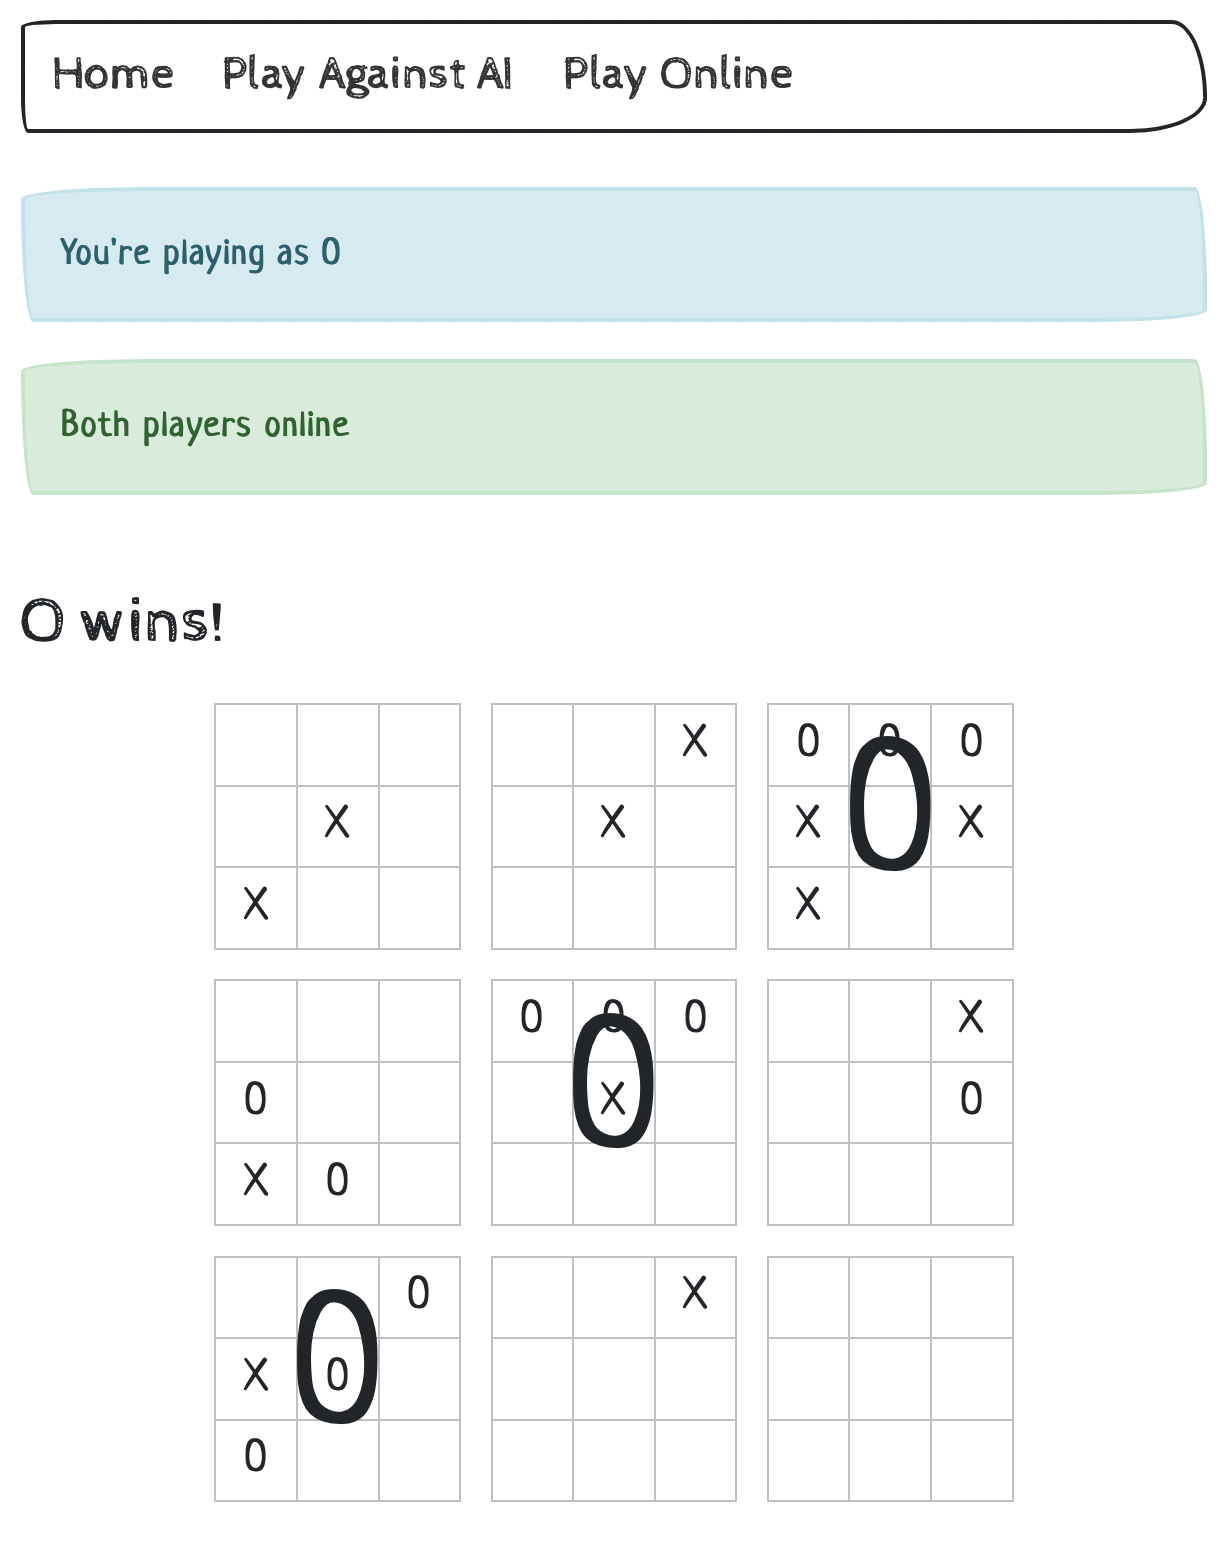 Home Play Against AI Play Online
You're playing as O
Both players online
O wins!
X O O O
X X X X
X X
O O O X
O X O
X O
O X
X O
O
O O O